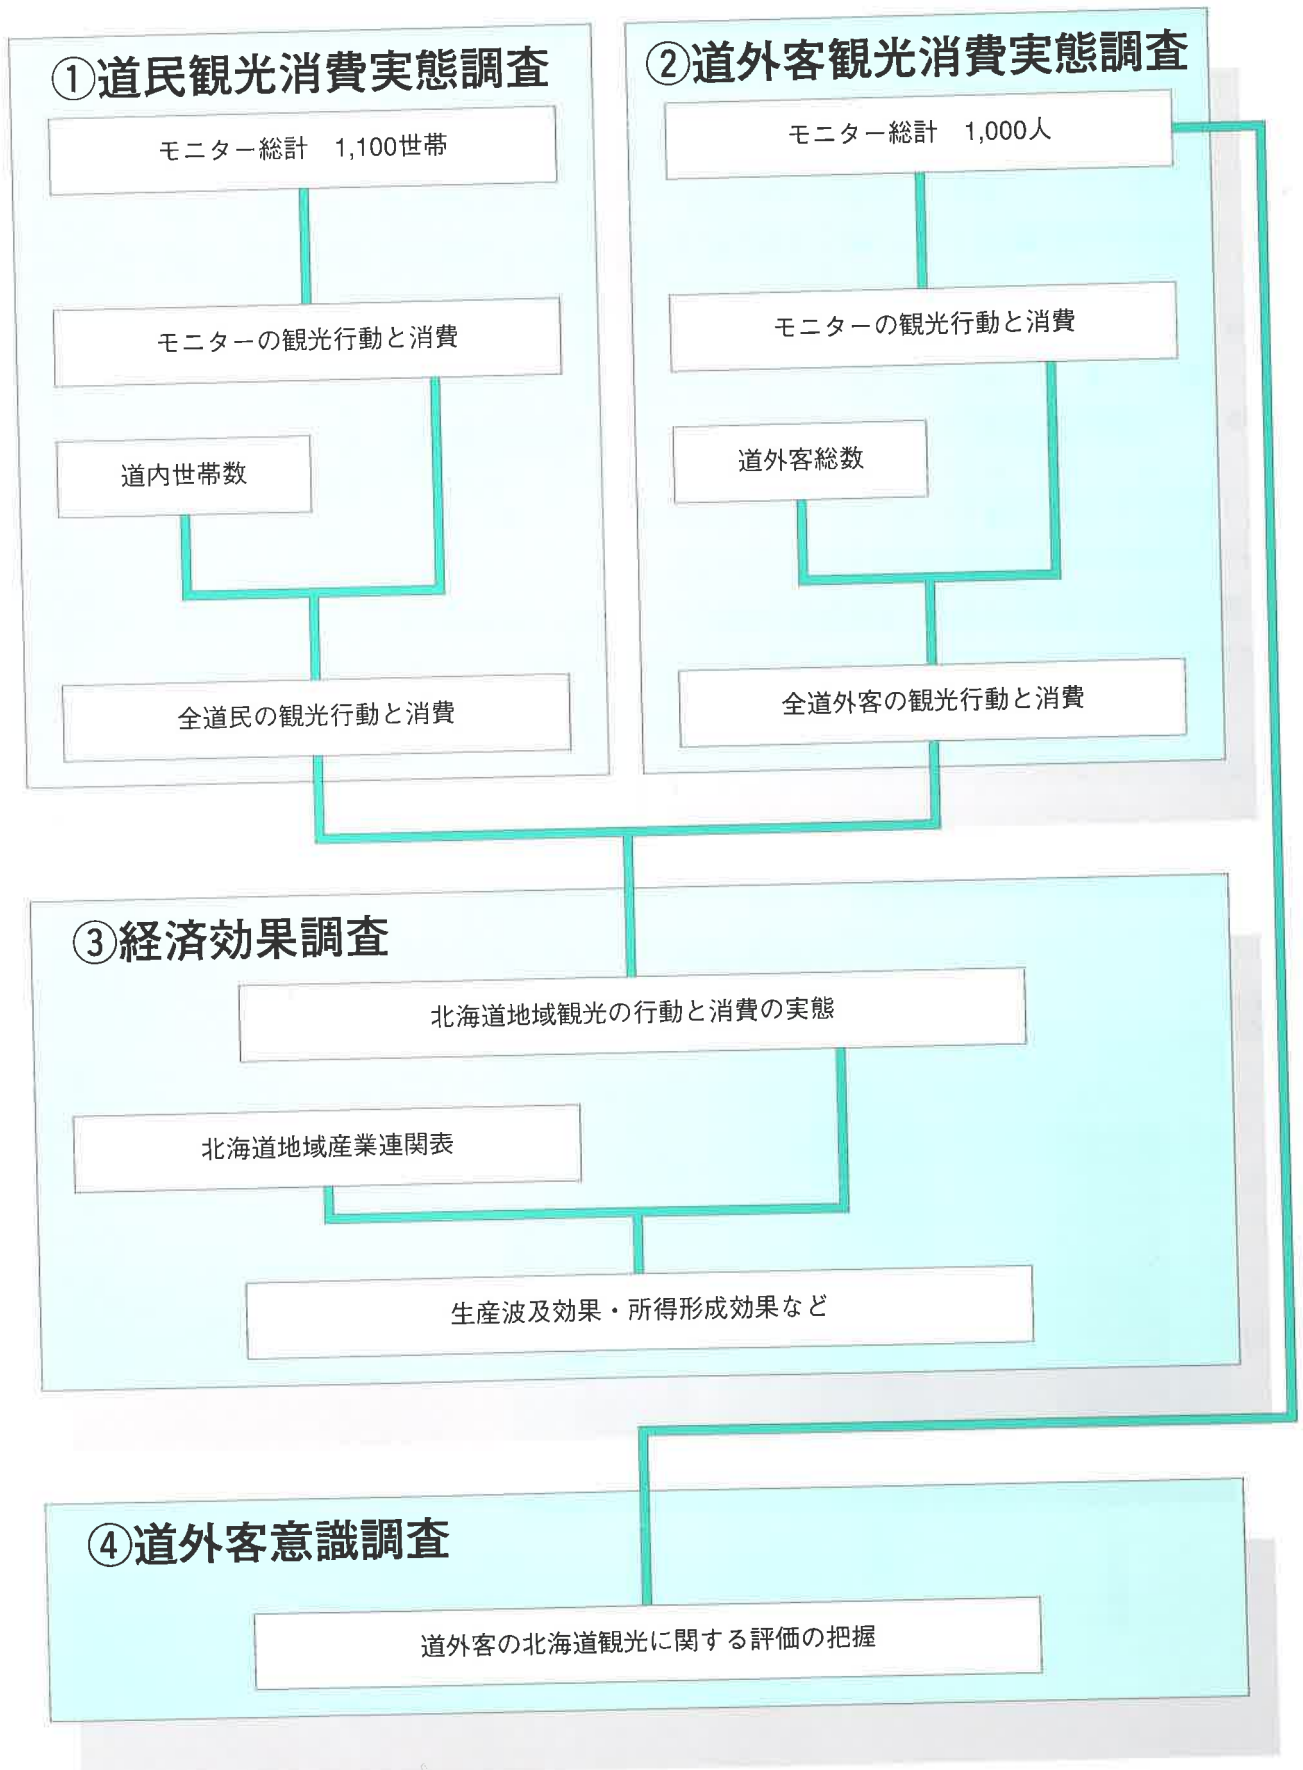 ①道民観光消費実態調査
モニター総計　1,100世帯
モニターの観光行動と消費
道内世帯数
全道民の観光行動と消費
②道外客観光消費実態調査
モニター総計　1,000人
モニターの観光行動と消費
道外客総数
全道外客の観光行動と消費
③経済効果調査
北海道地域観光の行動と消費の実態
北海道地域産業連関表
生産波及効果・所得形成効果など
④道外客意識調査
道外客の北海道観光に関する評価の把握